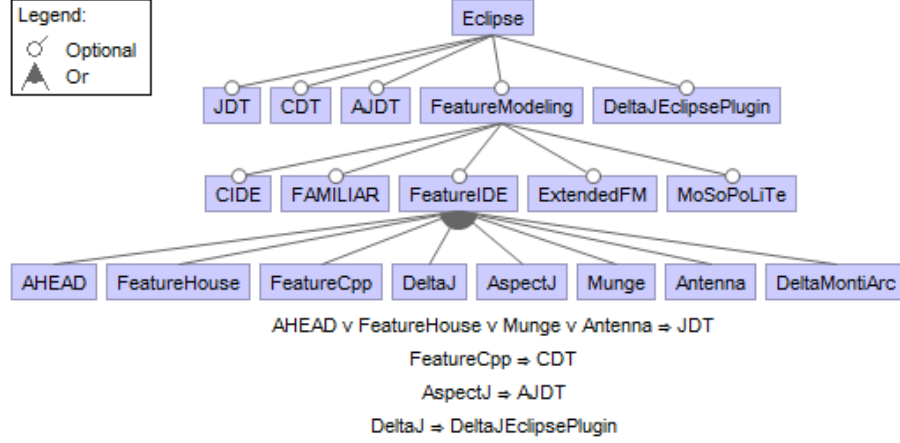 Legend:
Optional
Or
Eclipse
JDT CDT AJDT FeatureModeling DeltaJEclipsePlugin
CIDE FAMILIAR FeatureIDE ExtendedFM MoSoPoLiTe
AHEAD FeatureHouse FeatureCpp DeltaJ AspectJ Munge Antenna DeltaMontiArc
AHEAD v FeatureHouse v Munge v Antenna ⇒ JDT
FeatureCpp ⇒ CDT
AspectJ ⇒ AJDT
DeltaJ ⇒ DeltaJEclipsePlugin